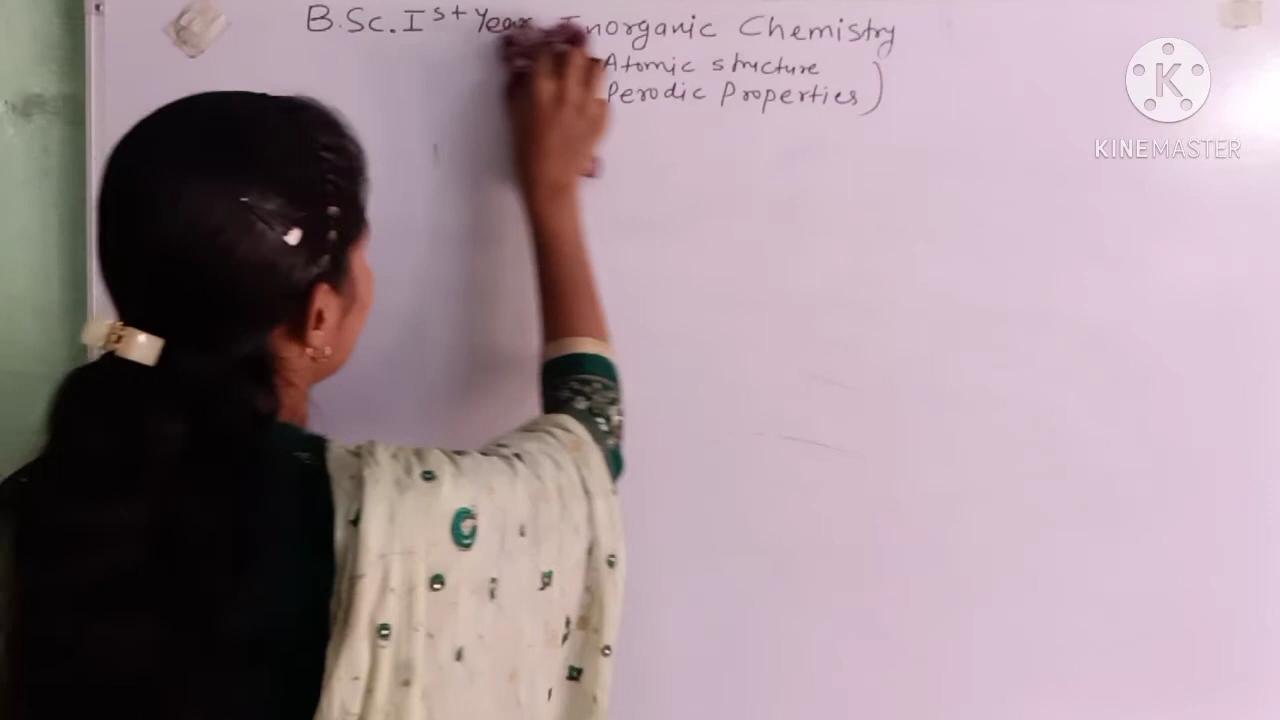 B.Sc. Ist Year Inorganic Chemistry
Atomic structure
Perodic Properties)
K
KINEMASTER